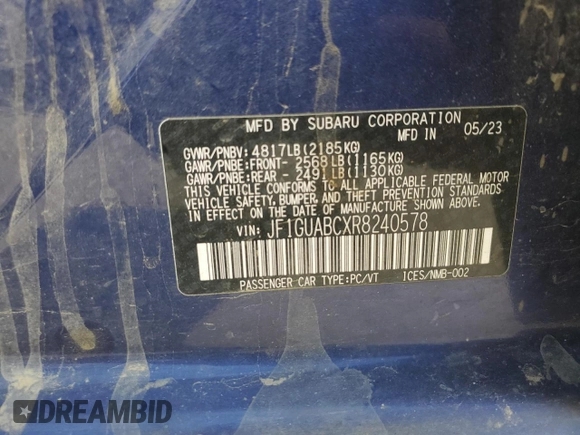 MFD BY SUBARU CORPORATION
MFD IN 05/23
GVWR/PNBV: 4817LB(2185KG)
GAWR/PNBE:FRONT- 2568LB(1165KG)
GAWR/PNBE:REAR - 2491LB(1130KG)
THIS VEHICLE CONFORMS TO ALL APPLICABLE FEDERAL MOTOR
VEHICLE SAFETY, BUMPER, AND THEFT PREVENTION STANDARDS
IN EFFECT ON THE DATE OF MANUFACTURE SHOWN ABOVE.
VIN: JF1GUABCXR8240578
PASSENGER CAR TYPE:PC/VT ICES/NMB-002
DREAMBID